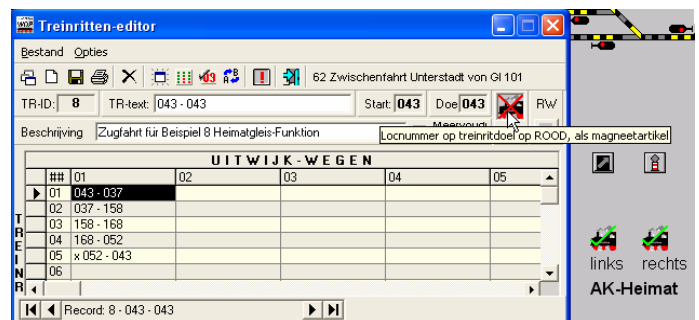 Treinritten-editor
Bestand Opties
62 Zwischenfahrt Unterstadt von Gl 101
TR-ID: 8 TR-text: 043 - 043 Start: 043 Doel 043 RW
Beschrijving Zugfahrt für Beispiel 8 Heimatgleis-Funktion
Locnummer op treinritdoel op ROOD, als magneetartikel
UITWIJK-WEGEN
## 01 02 03 04 05
01 043 - 037
02 037 - 158
03 158 - 168
04 168 - 052
05 x 052 - 043
06
TREINR
Record: 8 - 043 - 043
links rechts
AK-Heimat